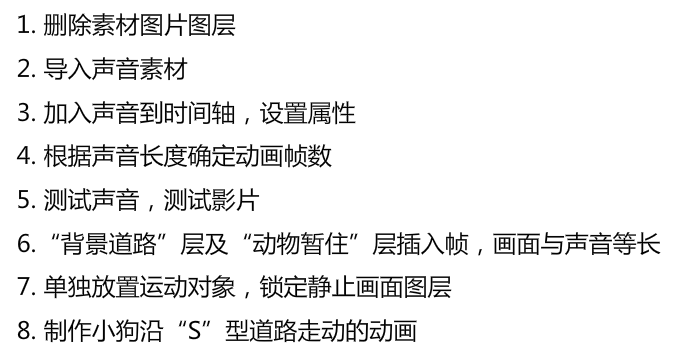 1. 删除素材图片图层
2. 导入声音素材
3. 加入声音到时间轴，设置属性
4. 根据声音长度确定动画帧数
5. 测试声音，测试影片
6.“背景道路”层及“动物暂住”层插入帧，画面与声音等长
7. 单独放置运动对象，锁定静止画面图层
8. 制作小狗沿“S”型道路走动的动画